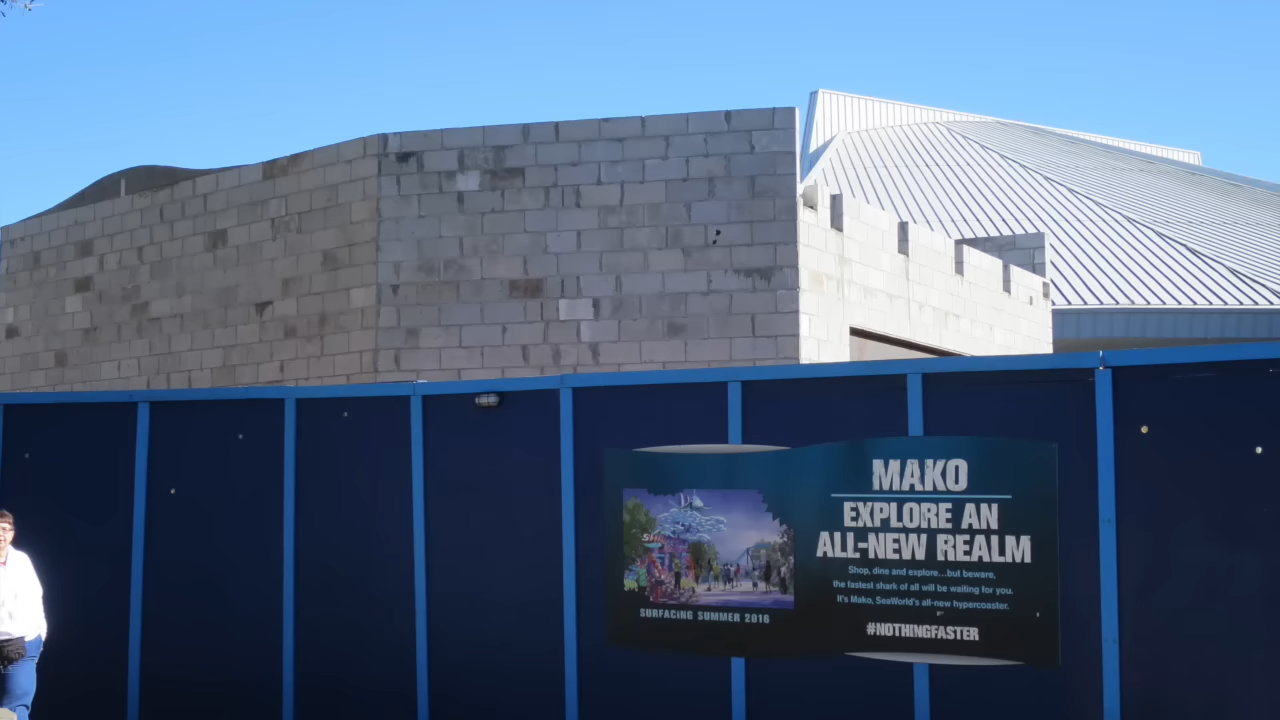 MAKO
EXPLORE AN
ALL-NEW REALM
Shop, dine and explore...but beware,
the fastest shark of all will be waiting for you.
It's Mako, SeaWorld's all-new hypercoaster.
#NOTHINGFASTER
SURFACING SUMMER 2016